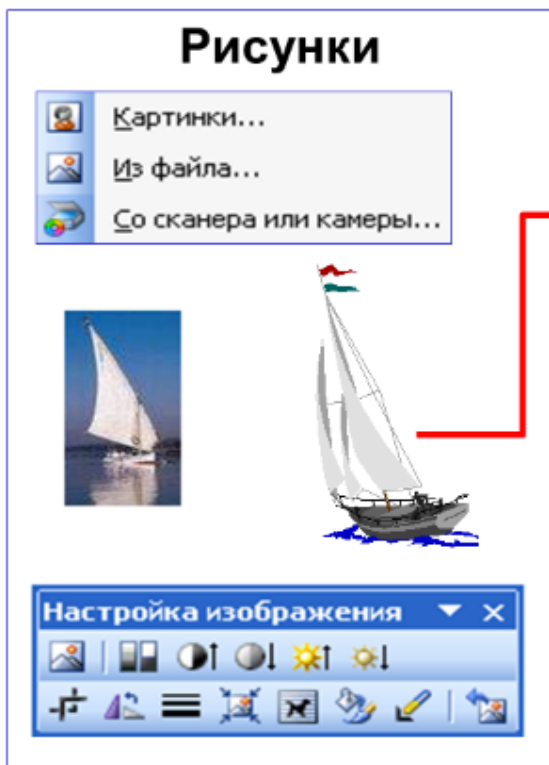 Рисунки
Картинки...
Из файла...
Со сканера или камеры...
Настройка изображения